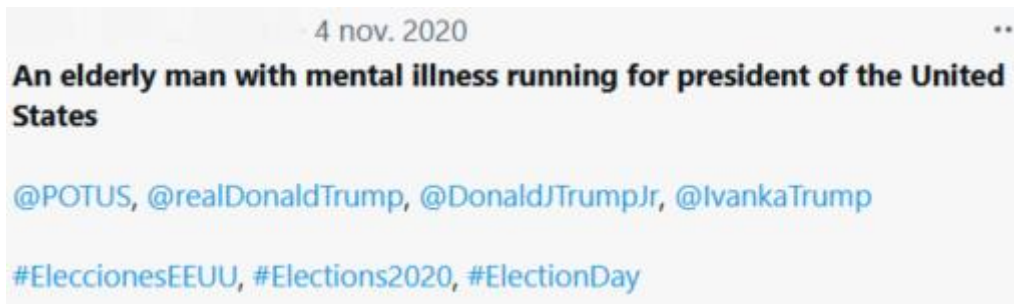 4 nov. 2020
An elderly man with mental illness running for president of the United
States
@POTUS, @realDonaldTrump, @DonaldJTrumpJr, @IvankaTrump
#EleccionesEEUU, #Elections2020, #ElectionDay